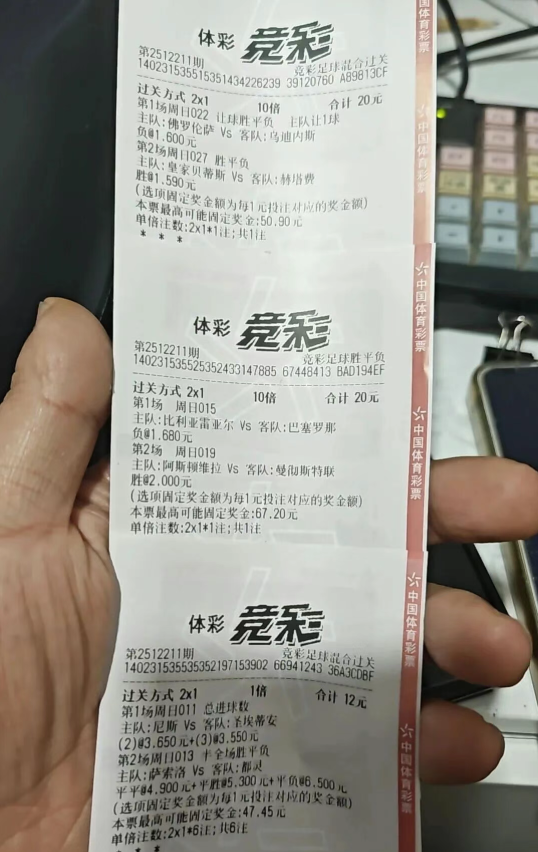 体彩 竞彩
第2512211期 竞彩足球混合过关
140231535515351434226239 39120760 A89813CF
过关方式 2x1 10倍 合计 20元
第1场周日022 让球胜平负 主队让1球
主队:佛罗伦萨 Vs 客队:乌迪内斯
负@1.600元
第2场周日027 胜平负
主队:皇家贝蒂斯 Vs 客队:赫塔费
胜@1.590元
(选项固定奖金额为每1元投注对应的奖金额)
本票最高可能固定奖金:50.90元
单倍注数:2x1*1注;共1注
* * *
体彩 竞彩
第2512211期 竞彩足球胜平负
140231535525352433147885 67448413 BAD194EF
过关方式 2x1 10倍 合计 20元
第1场 周日015
主队:比利亚雷亚尔 Vs 客队:巴塞罗那
负@1.680元
第2场 周日019
主队:阿斯顿维拉 Vs 客队:曼彻斯特联
胜@2.000元
(选项固定奖金额为每1元投注对应的奖金额)
本票最高可能固定奖金:67.20元
单倍注数:2x1*1注;共1注
体彩 竞彩
第2512211期 竞彩足球混合过关
140231535535352197153902 66941243 36A3CDBF
过关方式 2x1 1倍 合计 12元
第1场周日011 总进球数
主队:尼斯 Vs 客队:圣埃蒂安
(2)@3.650元+(3)@3.550元
第2场周日013 半全场胜平负
主队:萨索洛 Vs 客队:都灵
平平@4.900元+平胜@5.300元+平负@6.500元
(选项固定奖金额为每1元投注对应的奖金额)
本票最高可能固定奖金:47.45元
单倍注数:2x1*6注;共6注
* * *
国体育彩票
中国体育彩票
中国体育彩票
中国体育彩票
中国体育彩票
中国体育彩票